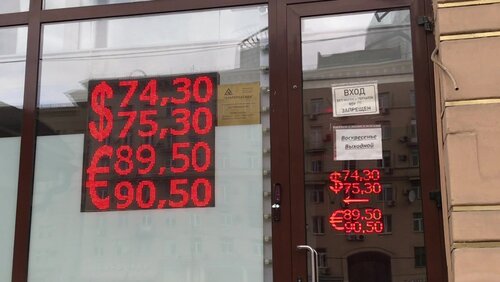 $ 74,30
75,30
€ 89,50
90,50
ВХОД
ЗАПРЕЩЕН
Воскресенье
Выходной
$ 74.30
75.30
←
€ 89.50
90.50